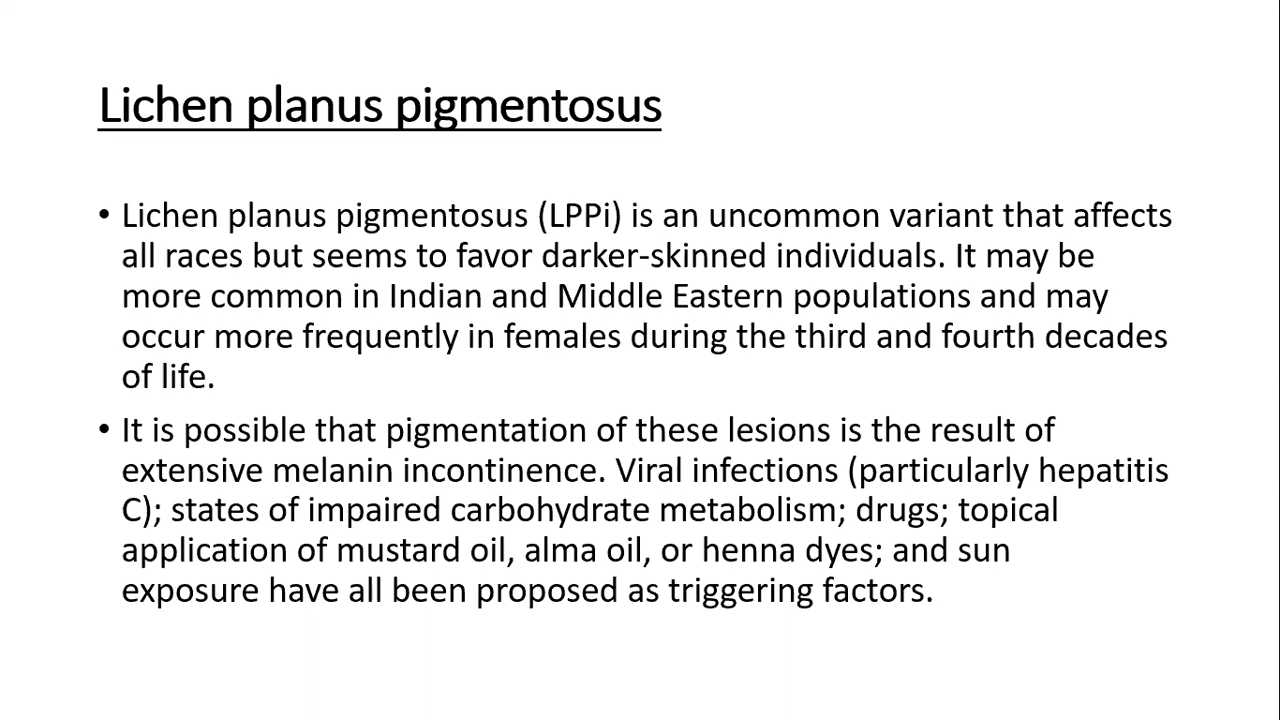 Lichen planus pigmentosus
• Lichen planus pigmentosus (LPPi) is an uncommon variant that affects
all races but seems to favor darker-skinned individuals. It may be
more common in Indian and Middle Eastern populations and may
occur more frequently in females during the third and fourth decades
of life.
• It is possible that pigmentation of these lesions is the result of
extensive melanin incontinence. Viral infections (particularly hepatitis
C); states of impaired carbohydrate metabolism; drugs; topical
application of mustard oil, alma oil, or henna dyes; and sun
exposure have all been proposed as triggering factors.